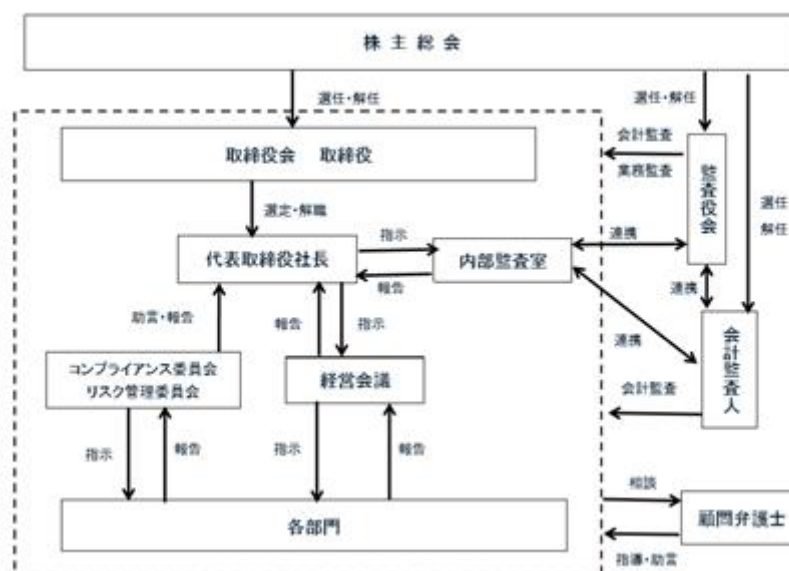 株主総会
選任・解任
選任・解任
会計監査
業務監査
取締役会 取締役
監査役会
選任
解任
選定・解職
指示
連携
代表取締役社長
内部監査室
報告
連携
助言・報告
報告
指示
連携
会計監査人
コンプライアンス委員会
リスク管理委員会
経営会議
会計監査
指示
報告
指示
報告
相談
各部門
顧問弁護士
指導・助言